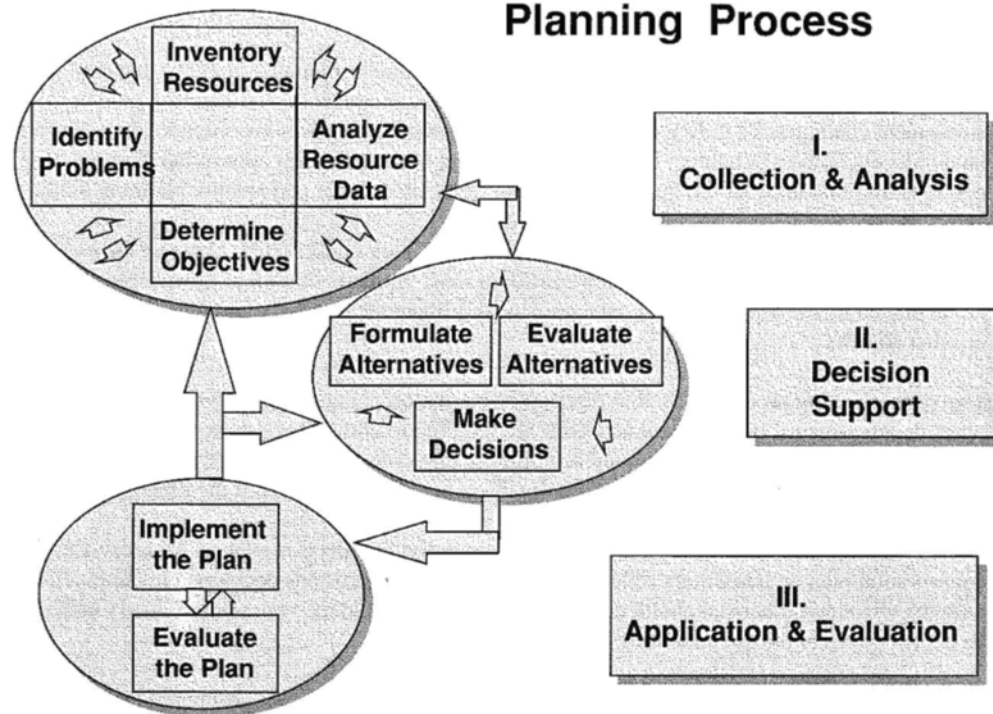 Planning Process
Inventory
Resources
Identify
Problems
Analyze
Resource
Data
Determine
Objectives
I.
Collection & Analysis
Formulate
Alternatives
Evaluate
Alternatives
Make
Decisions
II.
Decision
Support
Implement
the Plan
Evaluate
the Plan
III.
Application & Evaluation